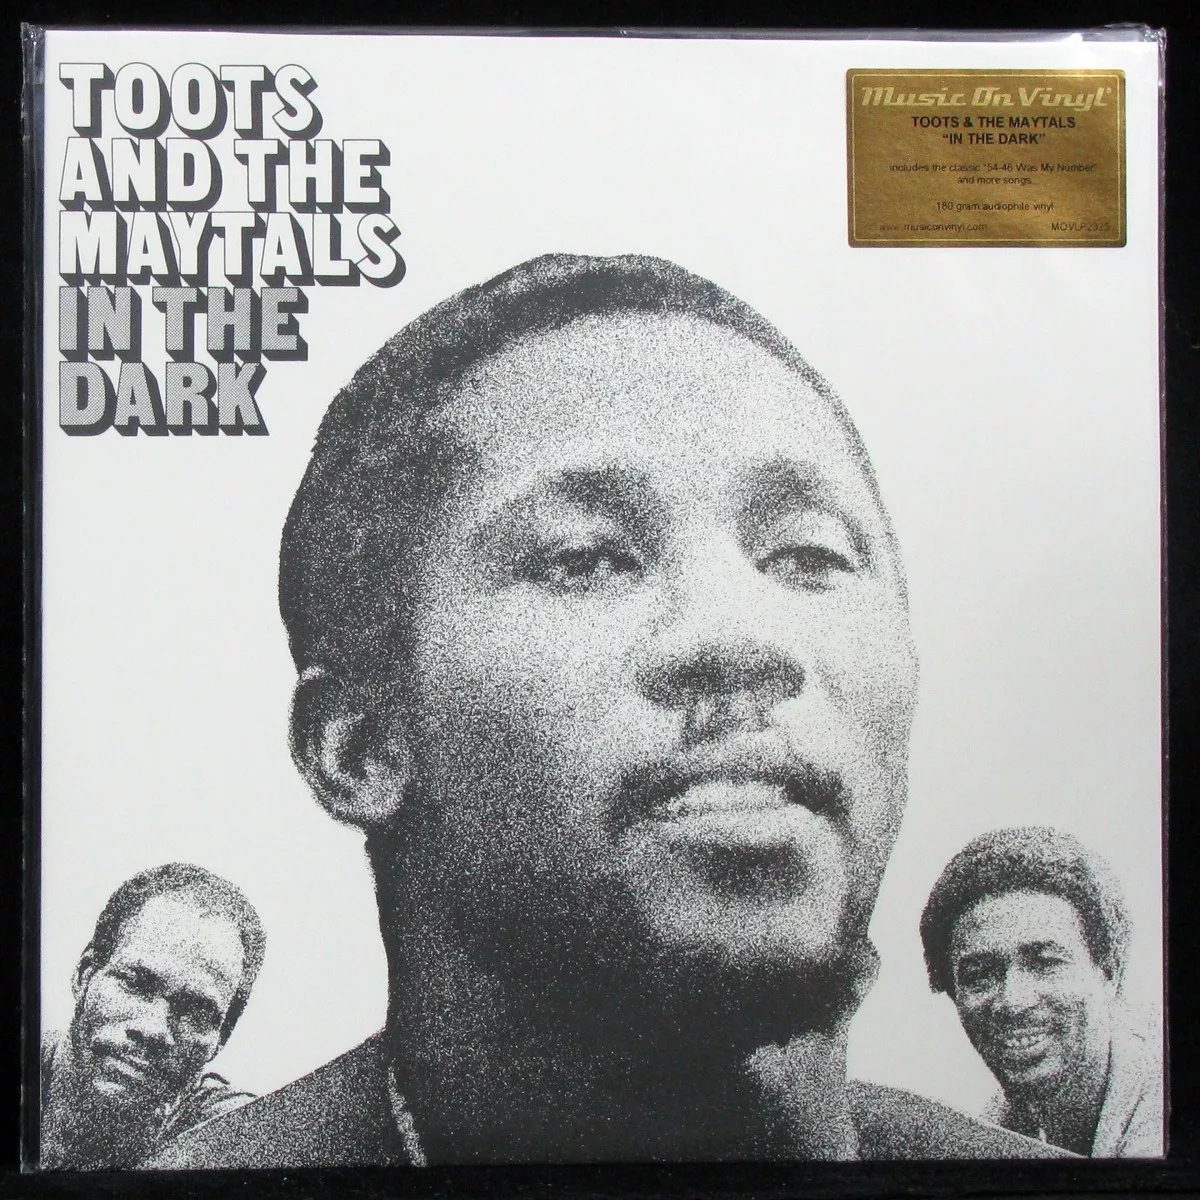 TOOTS
AND THE
MAYTALS
IN THE
DARK
Music On Vinyl®
TOOTS & THE MAYTALS
"IN THE DARK"
includes the classic "54-46 Was My Number"
and more songs
180 gram audiophile vinyl
www.musiconvinyl.com MOVLP2325